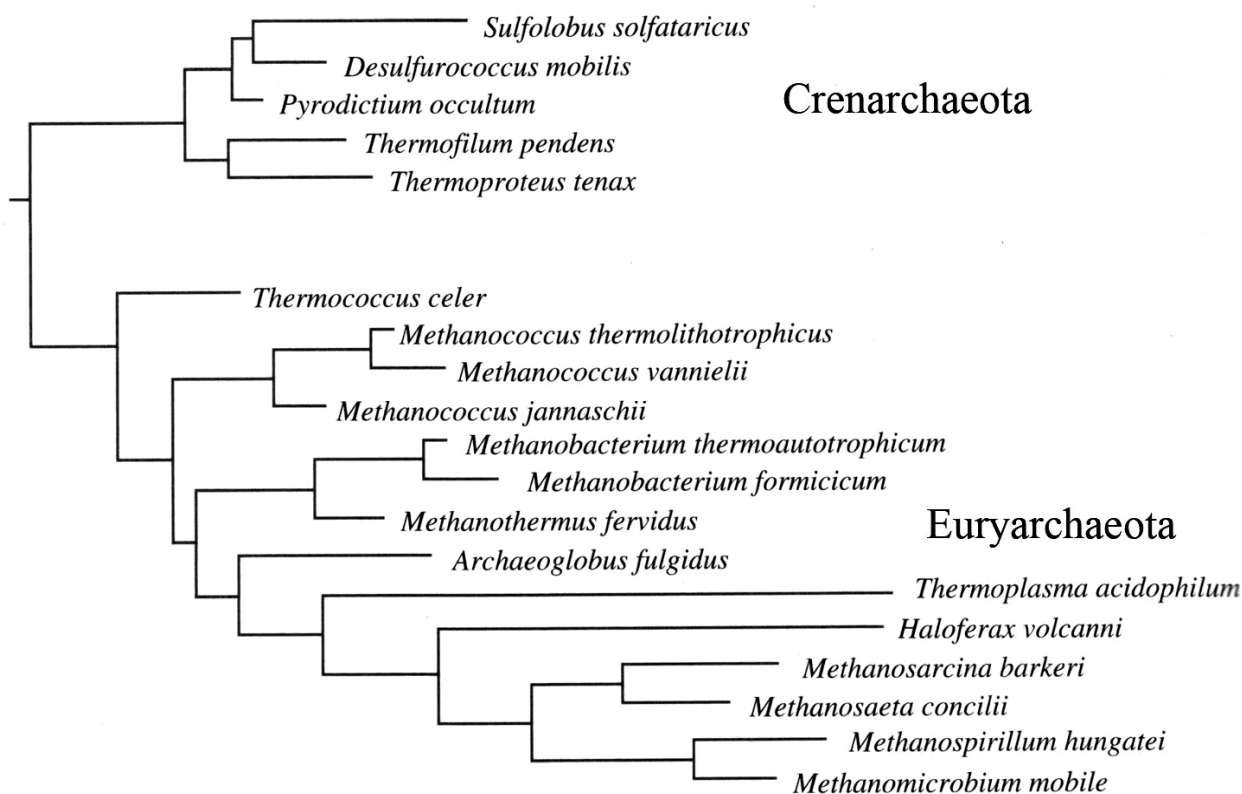 Sulfolobus solfataricus
Desulfurococcus mobilis
Crenarchaeota
Pyrodictium occultum
Thermofilum pendens
Thermoproteus tenax
Thermococcus celer
Methanococcus thermolithotrophicus
Methanococcus vannielii
Methanococcus jannaschii
Methanobacterium thermoautotrophicum
Methanobacterium formicicum
Methanothermus fervidus
Euryarchaeota
Archaeoglobus fulgidus
Thermoplasma acidophilum
Haloferax volcanni
Methanosarcina barkeri
Methanosaeta concilii
Methanospirillum hungatei
Methanomicrobium mobile